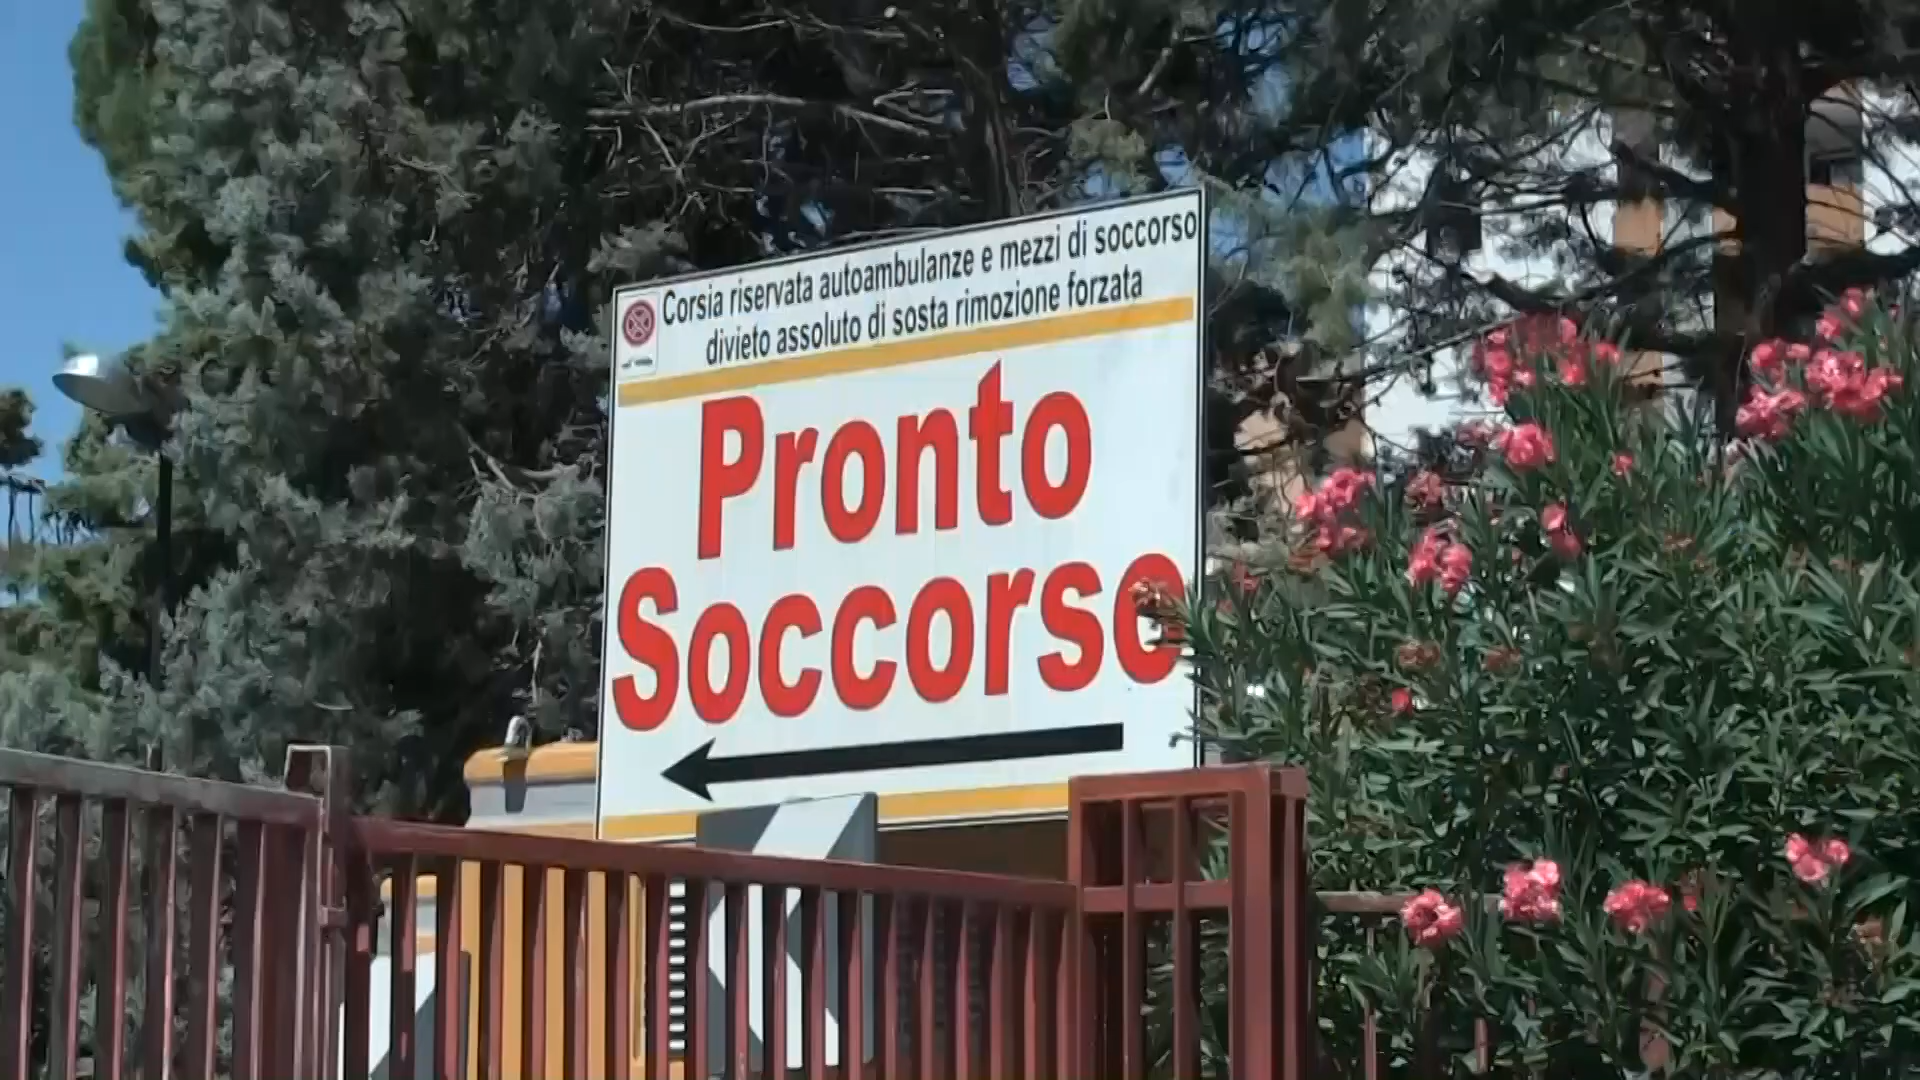 Corsia riservata autoambulanze e mezzi di soccorso
divieto assoluto di sosta rimozione forzata
Pronto
Soccorso